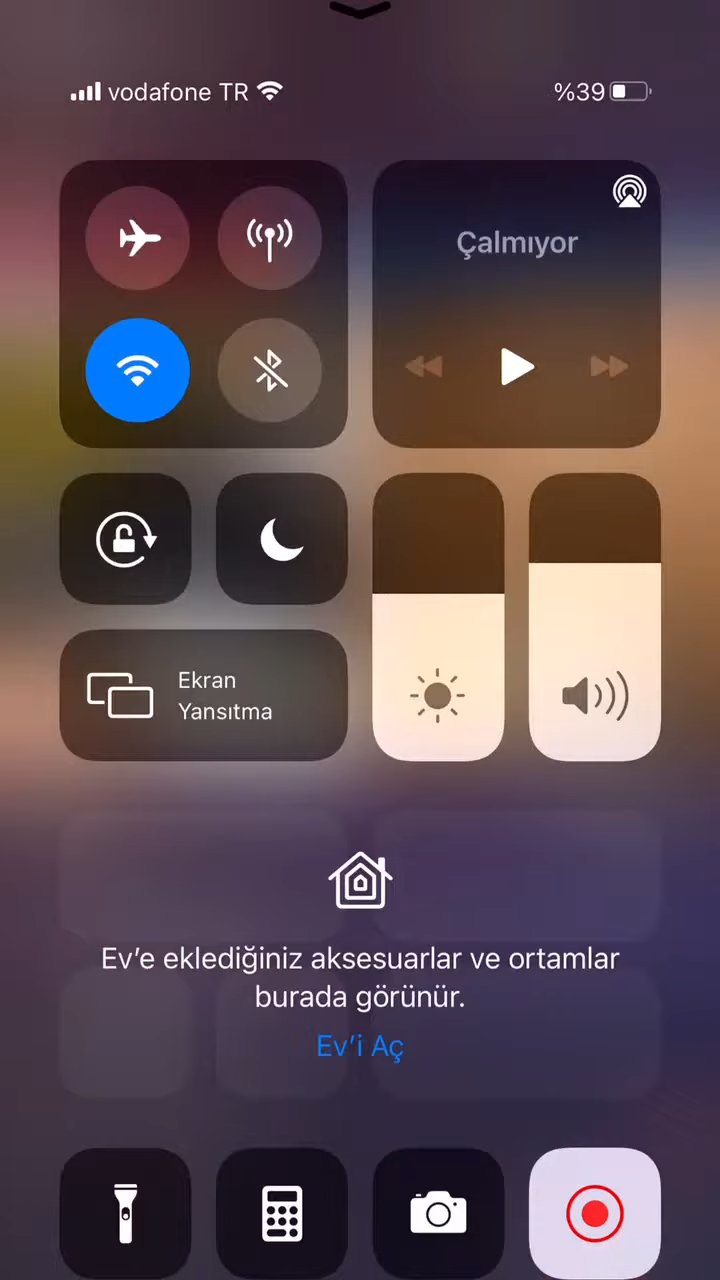 vodafone TR
%39
Çalmıyor
Ekran
Yansıtma
Ev’e eklediğiniz aksesuarlar ve ortamlar
burada görünür.
Ev’i Aç